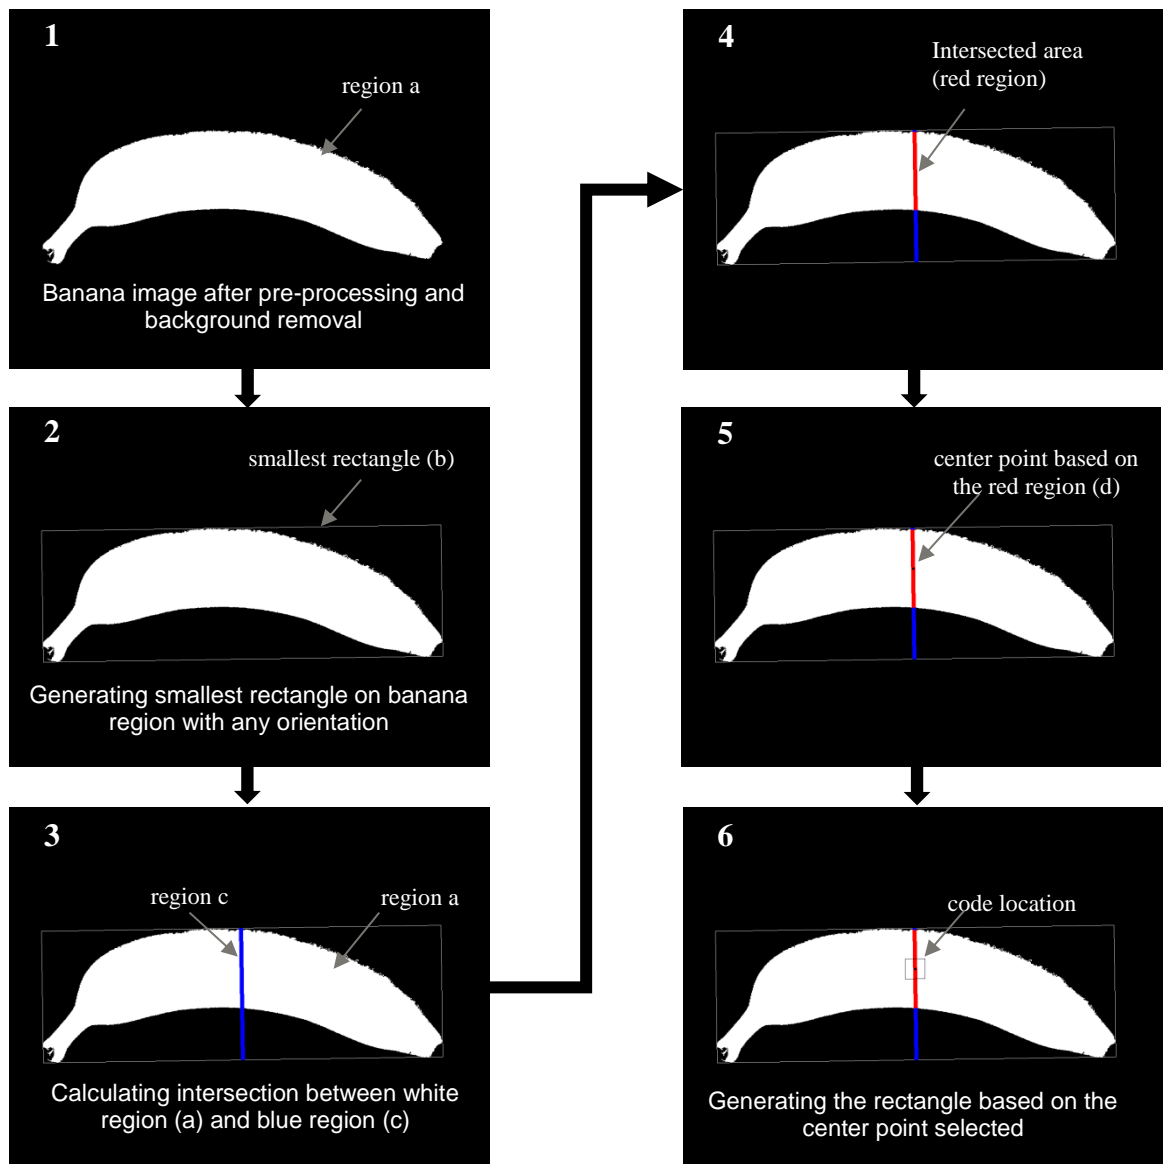 1
region a
Banana image after pre-processing and
background removal
2
smallest rectangle (b)
Generating smallest rectangle on banana
region with any orientation
3
region c
region a
Calculating intersection between white
region (a) and blue region (c)
4
Intersected area
(red region)
5
center point based on
the red region (d)
6
code location
Generating the rectangle based on the
center point selected